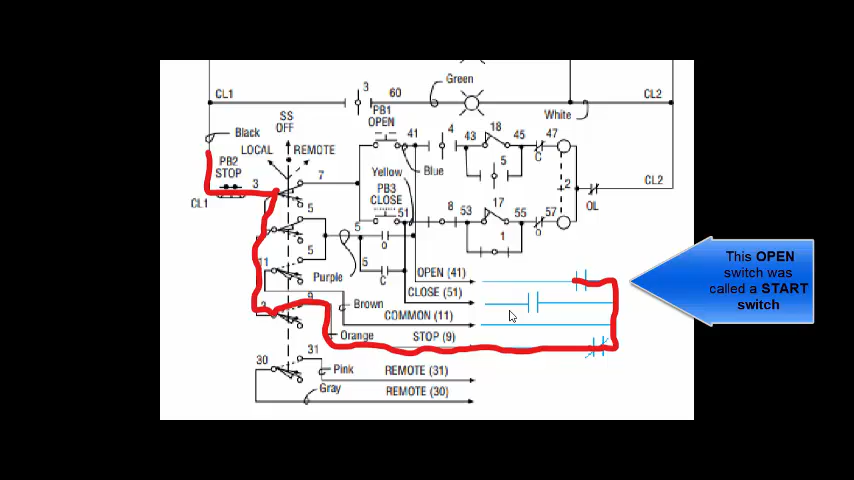 Green
3
60
CL1
CL2
PB1
OPEN
White
SS
OFF
Black
41
4
43
18
45
47
LOCAL
REMOTE
C
5
PB2
STOP
3
7
Yellow
Blue
PB3
CLOSE
2
CL2
CL1
OL
51
8
53
17
55
57
5
5
1
O
O
5
5
C
11
Purple
OPEN (41)
CLOSE (51)
9
Brown
COMMON (11)
3
Orange
STOP (9)
30
31
Pink
REMOTE (31)
Gray
REMOTE (30)
This OPEN
switch was
called a START
switch